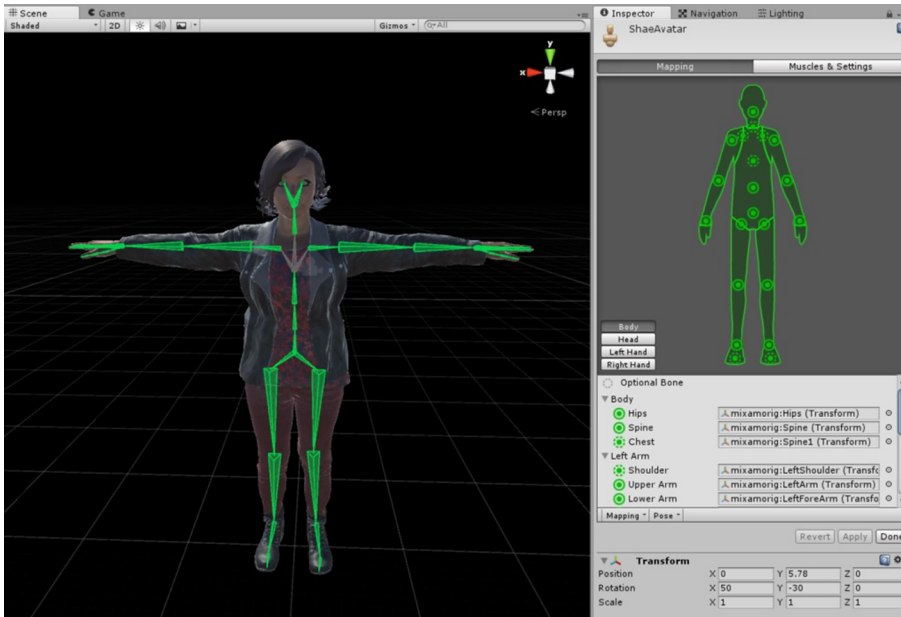 Scene Game
Shaded 2D Gizmos All
y
x
Persp
Inspector Navigation Lighting
ShaeAvatar
Mapping Muscles & Settings
Body
Head
Left Hand
Right Hand
Optional Bone
Body
Hips mixamorig:Hips (Transform)
Spine mixamorig:Spine (Transform)
Chest mixamorig:Spine1 (Transform)
Left Arm
Shoulder mixamorig:LeftShoulder (Transfo
Upper Arm mixamorig:LeftArm (Transform)
Lower Arm mixamorig:LeftForeArm (Transfo
Mapping Pose
Revert Apply Done
Transform
Position X 0 Y 5.78 Z 0
Rotation X 50 Y -30 Z 0
Scale X 1 Y 1 Z 1